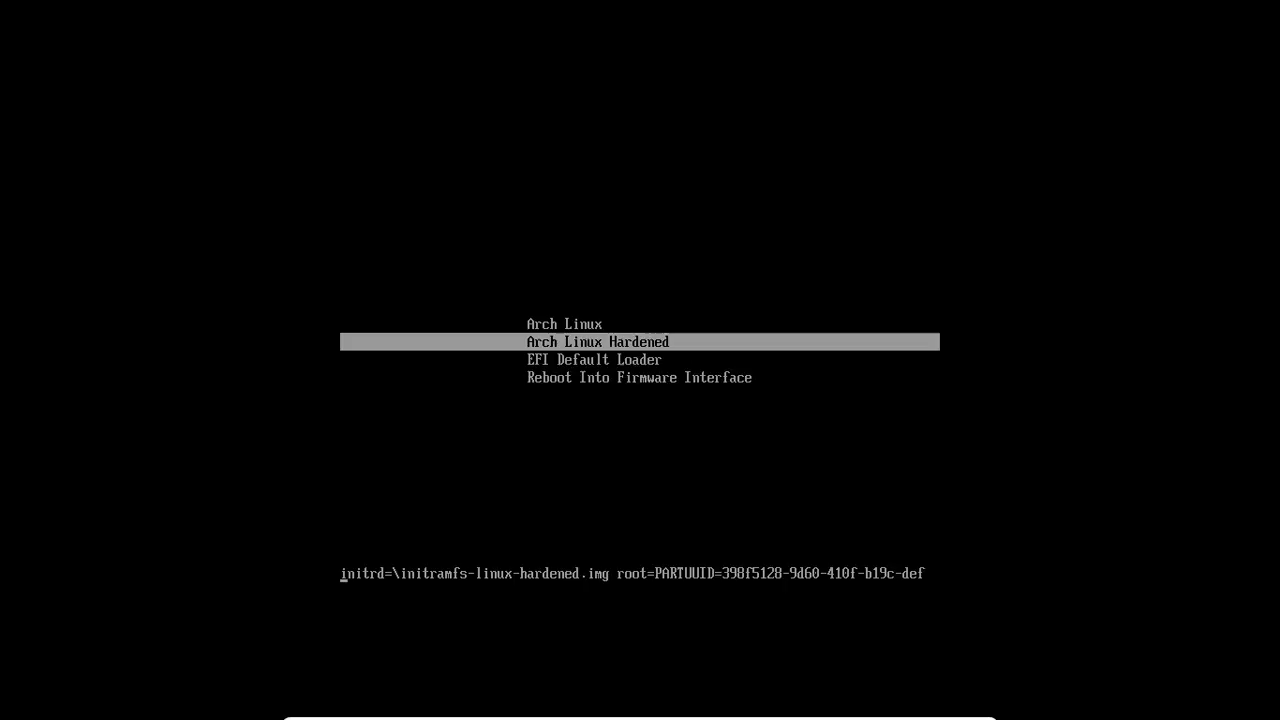 Arch Linux
Arch Linux Hardened
EFI Default Loader
Reboot Into Firmware Interface
initrd=\initramfs-linux-hardened.img root=PARTUUID=398f5128-9d60-410f-b19c-def